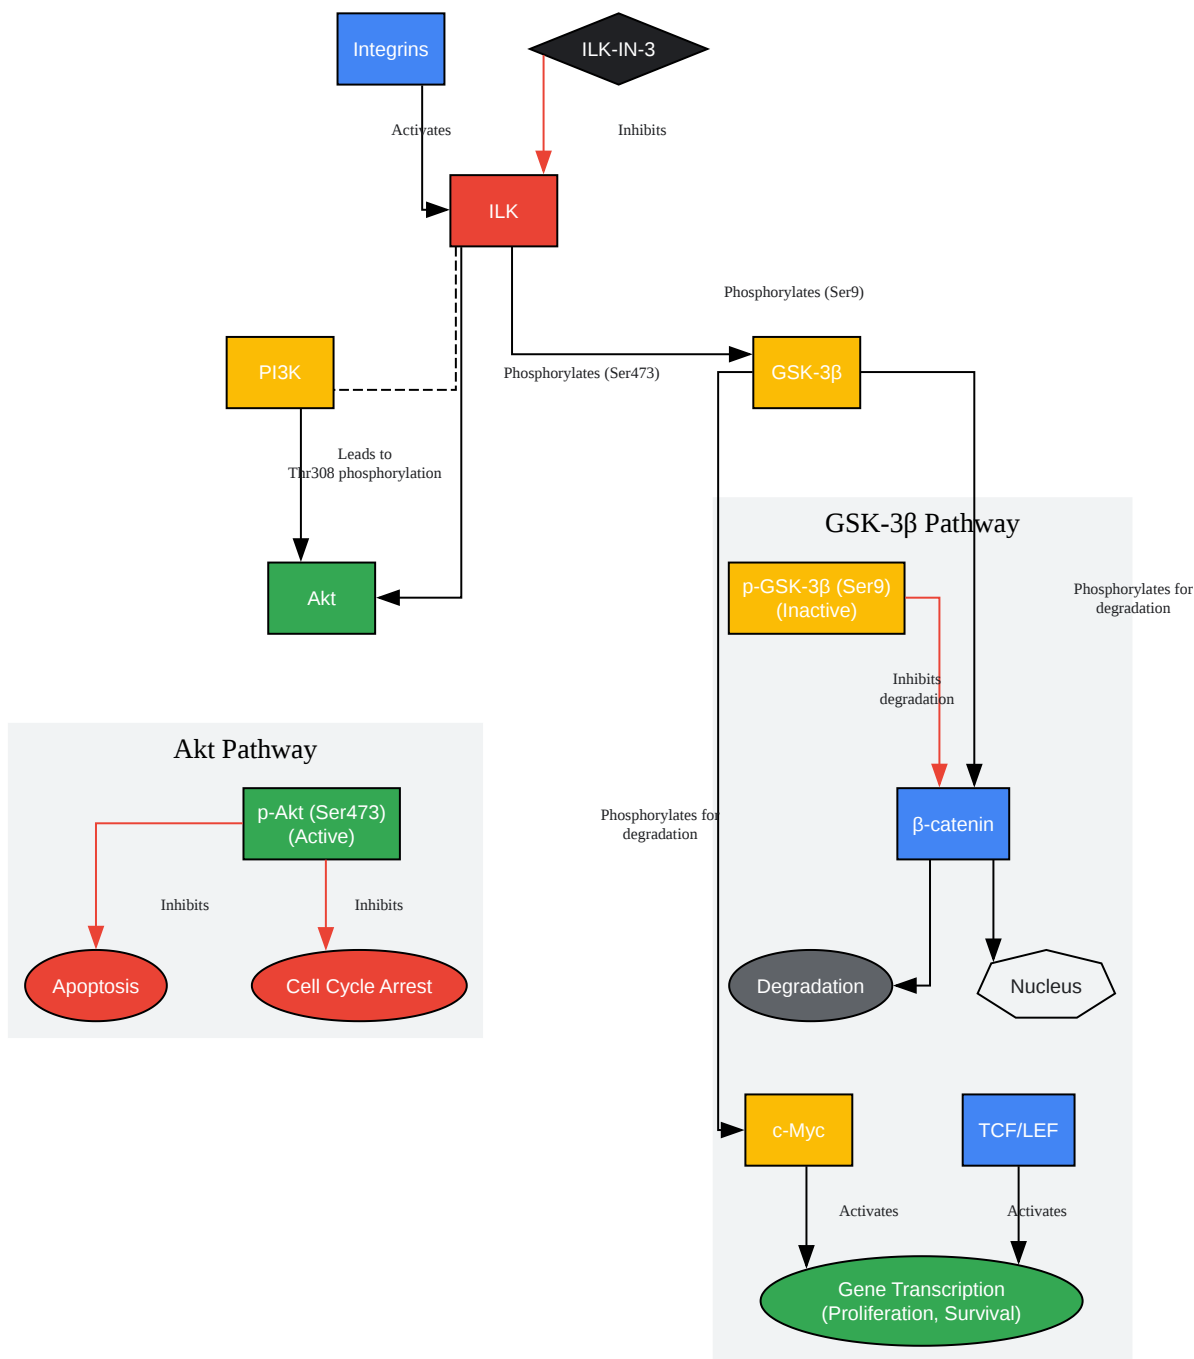 Integrins
ILK-IN-3
Activates
Inhibits
ILK
Phosphorylates (Ser9)
PI3K
Phosphorylates (Ser473)
GSK-3β
Leads to
Thr308 phosphorylation
GSK-3β Pathway
Akt
p-GSK-3β (Ser9)
(Inactive)
Phosphorylates for
degradation
Inhibits
degradation
Akt Pathway
p-Akt (Ser473)
(Active)
Phosphorylates for
degradation
β-catenin
Inhibits
Inhibits
Apoptosis
Cell Cycle Arrest
Degradation
Nucleus
c-Myc
TCF/LEF
Activates
Activates
Gene Transcription
(Proliferation, Survival)